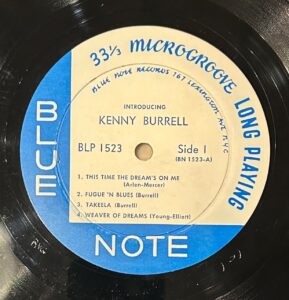 33⅓ MICROGROOVE LONG PLAYING
BLUE NOTE RECORDS 767 LEXINGTON AVE NYC
INTRODUCING
KENNY BURRELL
BLP 1523
Side 1
(BN 1523-A)
1. THIS TIME THE DREAM'S ON ME
(Arlen-Mercer)
2. FUGUE 'N BLUES (Burrell)
3. TAKEELA (Burrell)
4. WEAVER OF DREAMS (Young-Elliott)
BLUE
NOTE